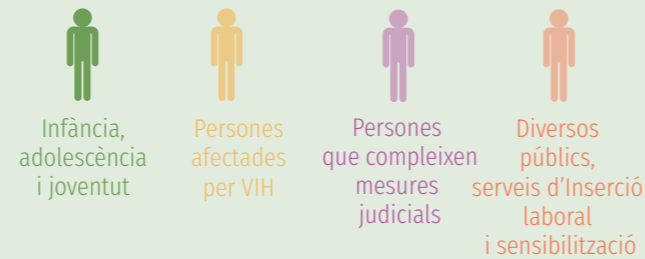 Infància,
adolescència
i joventut
Persones
afectades
per VIH
Persones
que compleixen
mesures
judicials
Diversos
públics,
serveis d'Inserció
laboral
i sensibilització